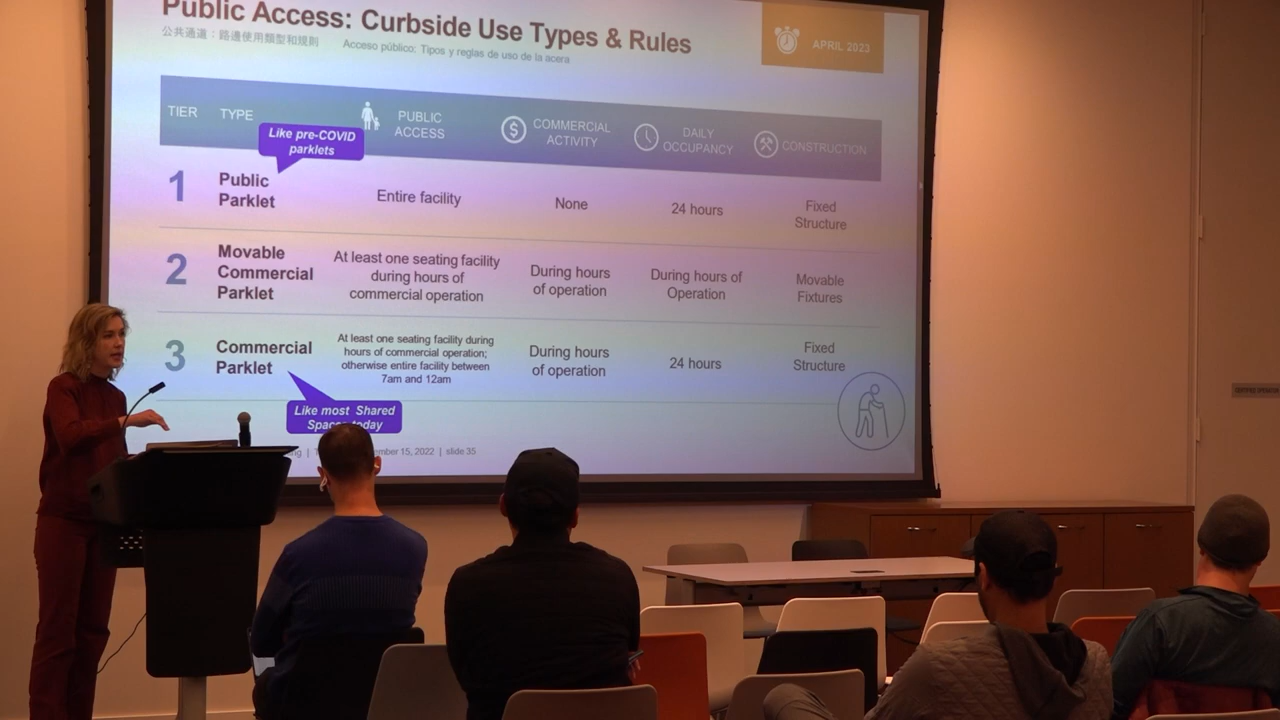 Public Access: Curbside Use Types & Rules
公共通道：路邊使用類型和規則
Acceso público: Tipos y reglas de uso de la acera
APRIL 2023
TIER
TYPE
PUBLIC
ACCESS
COMMERCIAL
ACTIVITY
DAILY
OCCUPANCY
CONSTRUCTION
Like pre-COVID
parklets
1
Public
Parklet
Entire facility
None
24 hours
Fixed
Structure
2
Movable
Commercial
Parklet
At least one seating facility
during hours of
commercial operation
During hours
of operation
During hours of
Operation
Movable
Fixtures
3
Commercial
Parklet
At least one seating facility during
hours of commercial operation;
otherwise entire facility between
7am and 12am
During hours
of operation
24 hours
Fixed
Structure
Like most Shared
today
15, 2022 | slide 35